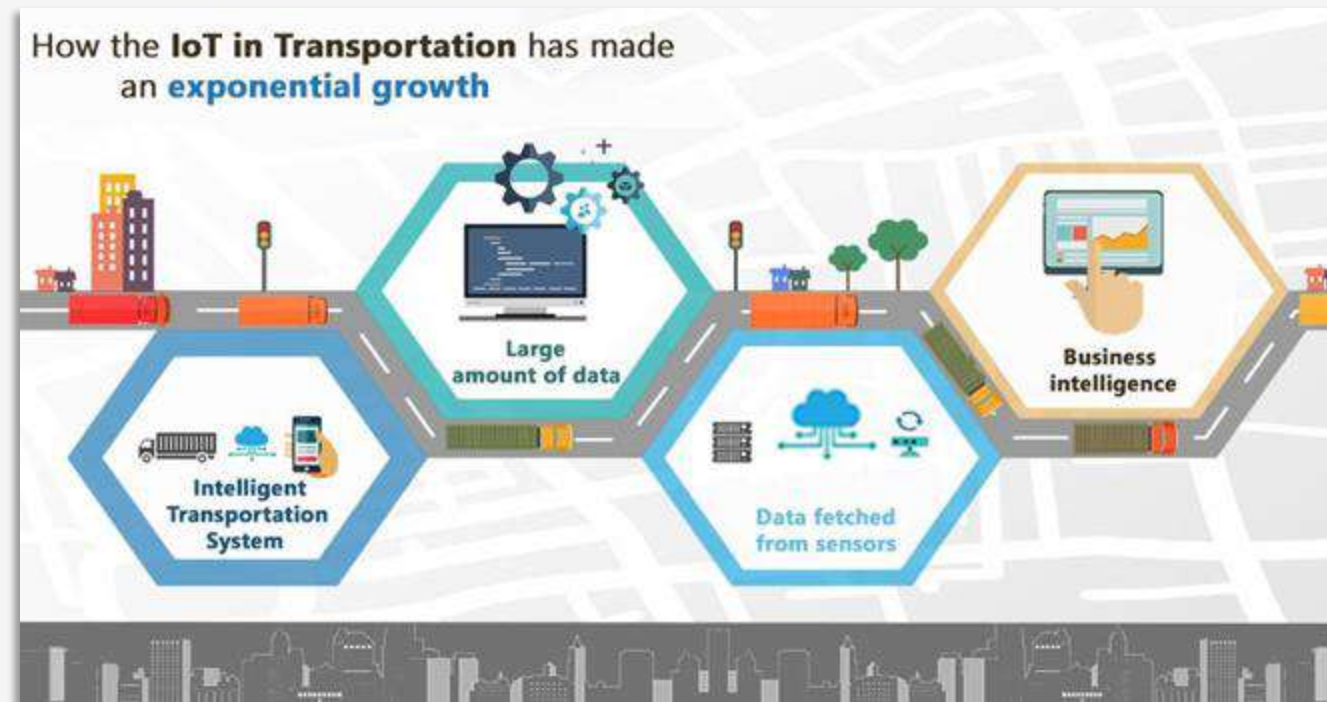 How the IoT in Transportation has made
an exponential growth
Large
amount of data
Business
intelligence
Intelligent
Transportation
System
Data fetched
from sensors